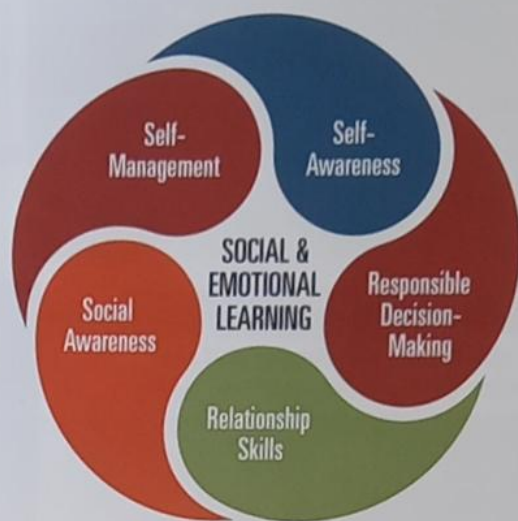 Self-
Management
Self-
Awareness
SOCIAL &
EMOTIONAL
LEARNING
Responsible
Decision-
Making
Social
Awareness
Relationship
Skills